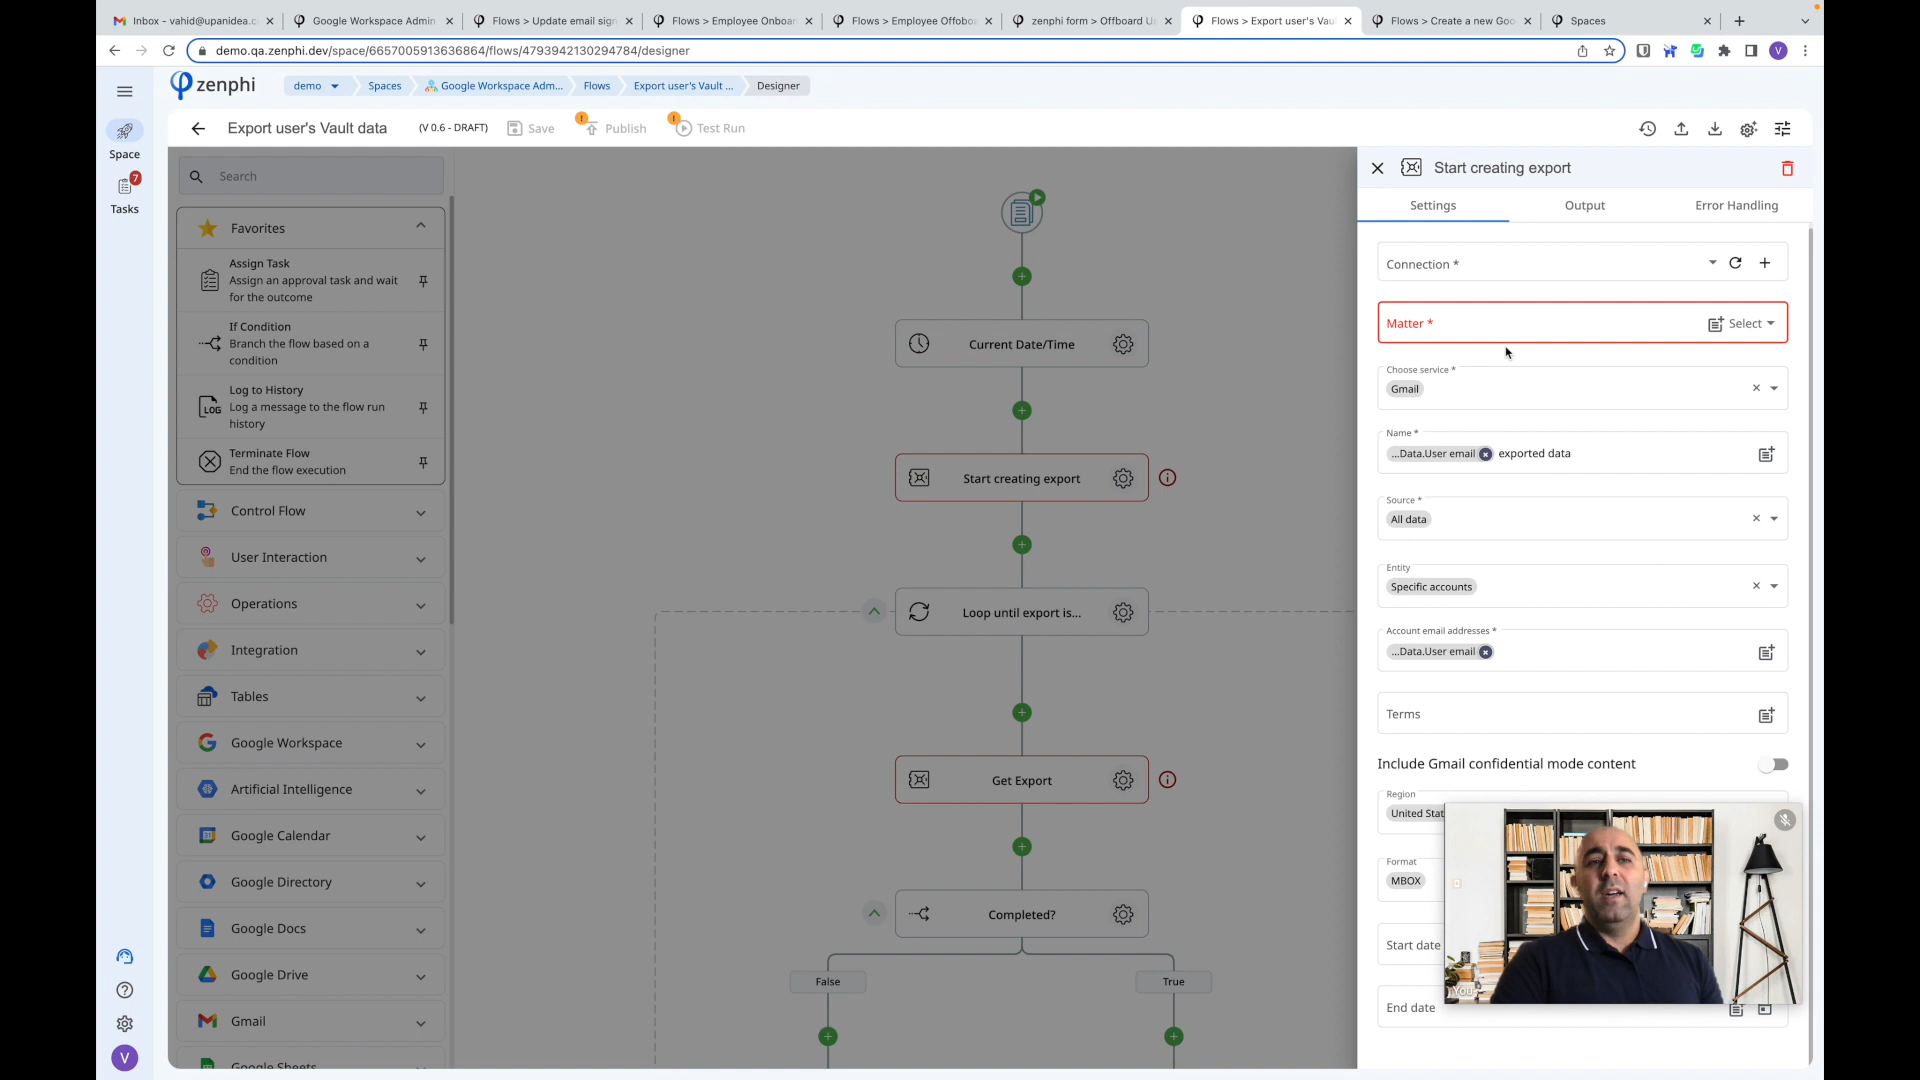 Inbox - vahid@upanidea.c
Google Workspace Admin
Flows > Update email sign
Flows > Employee Onboar
Flows > Employee Offoboa
zenphi form > Offboard Us
Flows > Export user's Vaul
Flows > Create a new Goo
Spaces
demo.qa.zenphi.dev/space/6657005913636864/flows/4793942130294784/designer
V
zenphi
demo
Spaces
Google Workspace Adm...
Flows
Export user's Vault ...
Designer
Export user's Vault data
(V 0.6 - DRAFT)
Save
Publish
Test Run
Space
7
Tasks
V
Search
Favorites
Assign Task
Assign an approval task and wait
for the outcome
If Condition
Branch the flow based on a
condition
Log to History
LOG
Log a message to the flow run
history
Terminate Flow
End the flow execution
Control Flow
User Interaction
Operations
Integration
Tables
Google Workspace
Artificial Intelligence
Google Calendar
Google Directory
Google Docs
Google Drive
Gmail
Google Sheets
Current Date/Time
Start creating export
Loop until export is...
Get Export
Completed?
False
True
Start creating export
Settings
Output
Error Handling
Connection *
Matter *
Select
Choose service *
Gmail
Name *
...Data.User email
exported data
Source *
All data
Entity
Specific accounts
Account email addresses *
...Data.User email
Terms
Include Gmail confidential mode content
Region
United Stat
Format
MBOX
Start date
End date
You